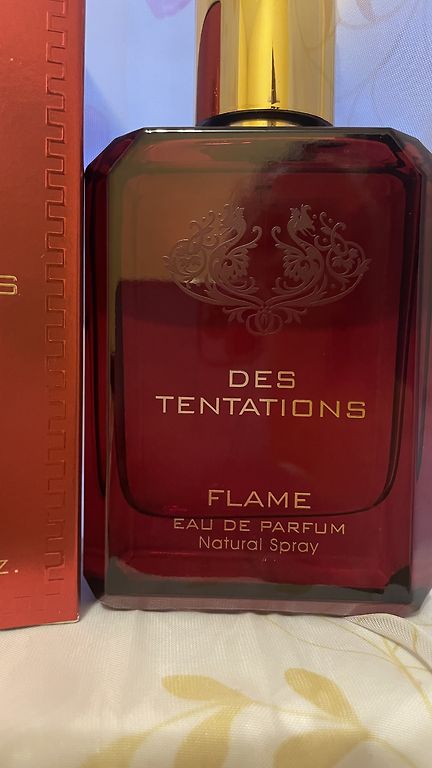 DES
TENTATIONS
FLAME
EAU DE PARFUM
Natural Spray
S
Z.